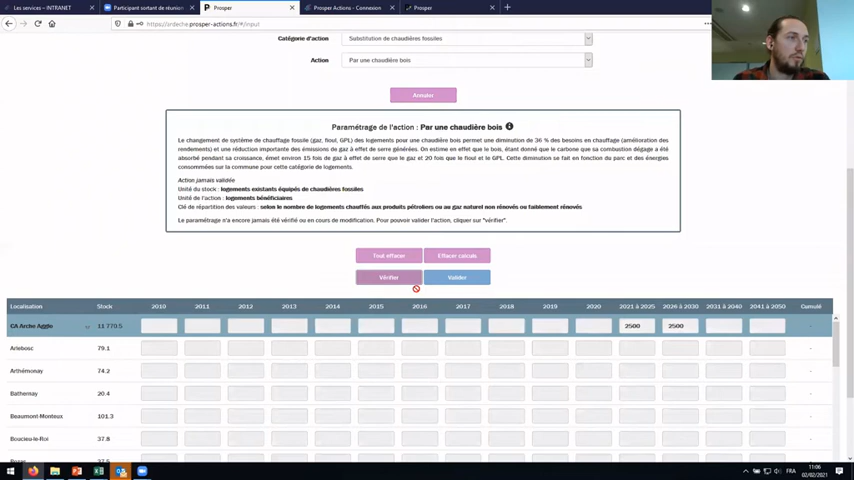 Les services – INTRANET
Participant sortant de réunion
Prosper
Prosper Actions - Connexion
Prosper
https://ardeche.prosper-actions.fr/#/input
Catégorie d'action
Substitution de chaudières fossiles
Action
Par une chaudière bois
Annuler
Paramétrage de l'action : Par une chaudière bois
Le changement de système de chauffage fossile (gaz, fioul, GPL) des logements pour une chaudière bois permet une diminution de 36 % des besoins en chauffage (amélioration des
rendements) et une réduction importante des émissions de gaz à effet de serre générées. On estime en effet que le bois, étant donné que le carbone que sa combustion dégage a été
absorbé pendant sa croissance, émet environ 15 fois de gaz à effet de serre que le gaz et 20 fois que le fioul et le GPL. Cette diminution se fait en fonction du parc et des énergies
consommées sur la commune pour cette catégorie de logements.
Action jamais validée
Unité du stock : logements existants équipés de chaudières fossiles
Unité de l'action : logements bénéficiaires
Clé de répartition des valeurs : selon le nombre de logements chauffés aux produits pétroliers ou au gaz naturel non rénovés ou faiblement rénovés
Le paramétrage n'a encore jamais été vérifié ou en cours de modification. Pour pouvoir valider l'action, cliquer sur "vérifier".
Tout effacer Effacer calculs
Vérifier Valider
Localisation Stock 2010 2011 2012 2013 2014 2015 2016 2017 2018 2019 2020 2021 à 2025 2026 à 2030 2031 à 2040 2041 à 2050 Cumulé
CA Arche Agglo 11 770.5 2500 2500 -
Arlebosc 79.1 -
Arthémonay 74.2 -
Bathernay 20.4 -
Beaumont-Monteux 101.3 -
Boucieu-le-Roi 37.8 -
Bozas 37.5
FRA
11:06
02/02/2021